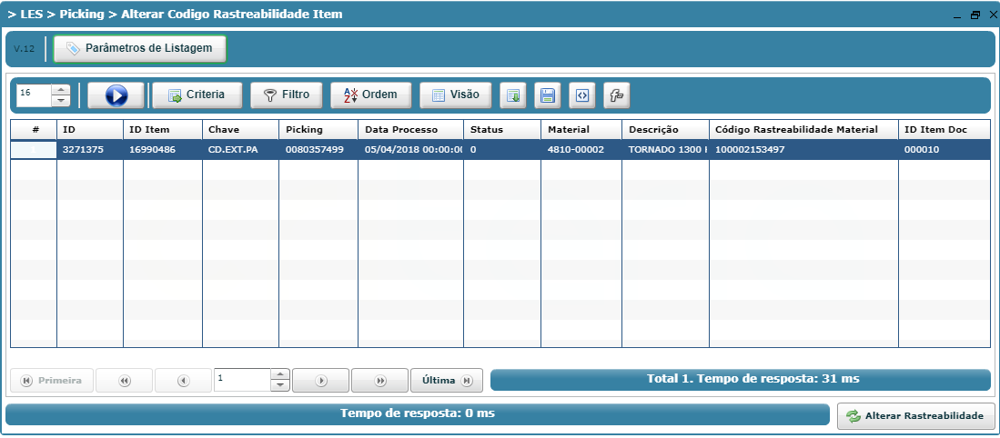 > LES > Picking > Alterar Codigo Rastreabilidade Item
V.12 Parâmetros de Listagem
16 Criteria Filtro Ordem Visão
# ID ID Item Chave Picking Data Processo Status Material Descrição Código Rastreabilidade Material ID Item Doc
1 3271375 16990486 CD.EXT.PA 0080357499 05/04/2018 00:00:00 0 4810-00002 TORNADO 1300 100002153497 000010
Primeira 1 Última Total 1. Tempo de resposta: 31 ms
Tempo de resposta: 0 ms Alterar Rastreabilidade